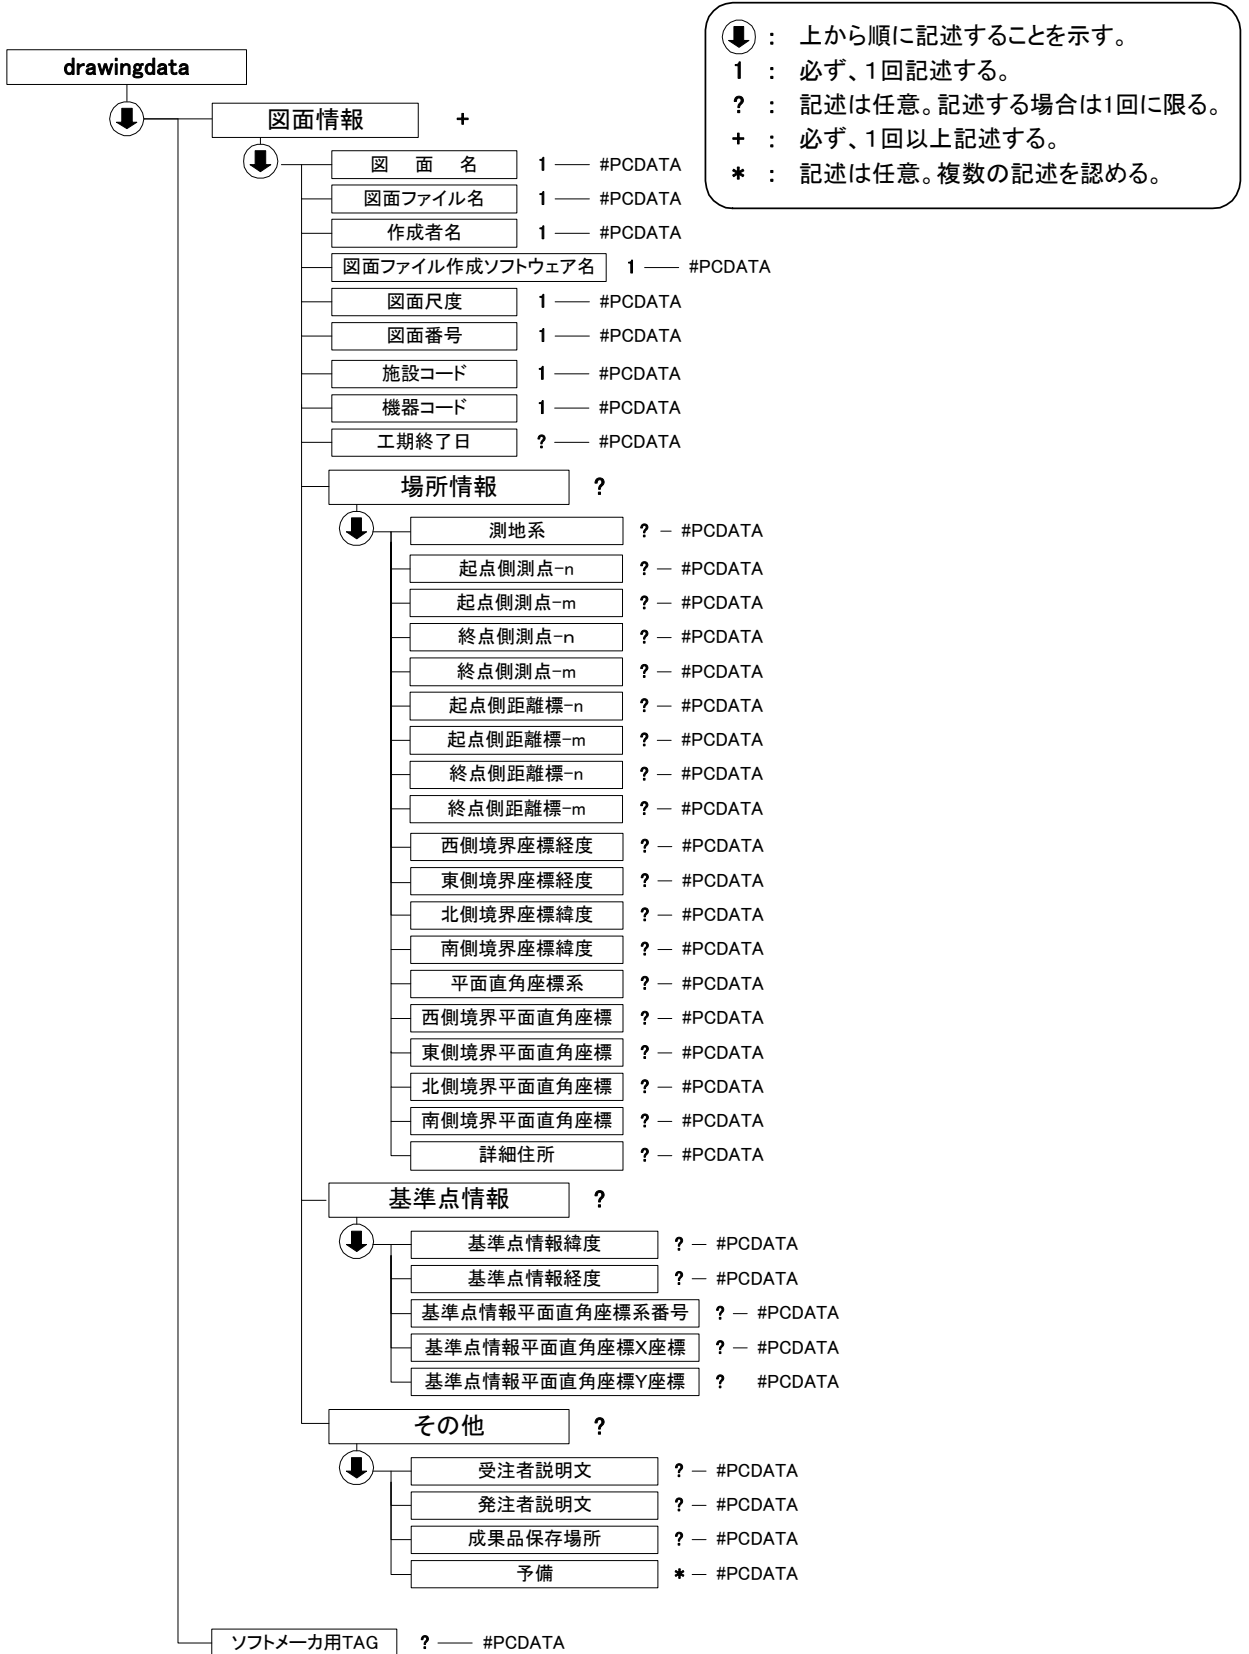 ↓ : 上から順に記述することを示す。
1 : 必ず、1回記述する。
? : 記述は任意。記述する場合は1回に限る。
+ : 必ず、1回以上記述する。
* : 記述は任意。複数の記述を認める。
drawingdata
図面情報 +
図 面 名 1 ── #PCDATA
図面ファイル名 1 ── #PCDATA
作成者名 1 ── #PCDATA
図面ファイル作成ソフトウェア名 1 ── #PCDATA
図面尺度 1 ── #PCDATA
図面番号 1 ── #PCDATA
施設コード 1 ── #PCDATA
機器コード 1 ── #PCDATA
工期終了日 ? ── #PCDATA
場所情報 ?
測地系 ? ─ #PCDATA
起点側測点-n ? ─ #PCDATA
起点側測点-m ? ─ #PCDATA
終点側測点-n ? ─ #PCDATA
終点側測点-m ? ─ #PCDATA
起点側距離標-n ? ─ #PCDATA
起点側距離標-m ? ─ #PCDATA
終点側距離標-n ? ─ #PCDATA
終点側距離標-m ? ─ #PCDATA
西側境界座標経度 ? ─ #PCDATA
東側境界座標経度 ? ─ #PCDATA
北側境界座標緯度 ? ─ #PCDATA
南側境界座標緯度 ? ─ #PCDATA
平面直角座標系 ? ─ #PCDATA
西側境界平面直角座標 ? ─ #PCDATA
東側境界平面直角座標 ? ─ #PCDATA
北側境界平面直角座標 ? ─ #PCDATA
南側境界平面直角座標 ? ─ #PCDATA
詳細住所 ? ─ #PCDATA
基準点情報 ?
基準点情報緯度 ? ─ #PCDATA
基準点情報経度 ? ─ #PCDATA
基準点情報平面直角座標系番号 ? ─ #PCDATA
基準点情報平面直角座標X座標 ? ─ #PCDATA
基準点情報平面直角座標Y座標 ? #PCDATA
その他 ?
受注者説明文 ? ─ #PCDATA
発注者説明文 ? ─ #PCDATA
成果品保存場所 ? ─ #PCDATA
予備 * ─ #PCDATA
ソフトメーカ用TAG ? ── #PCDATA